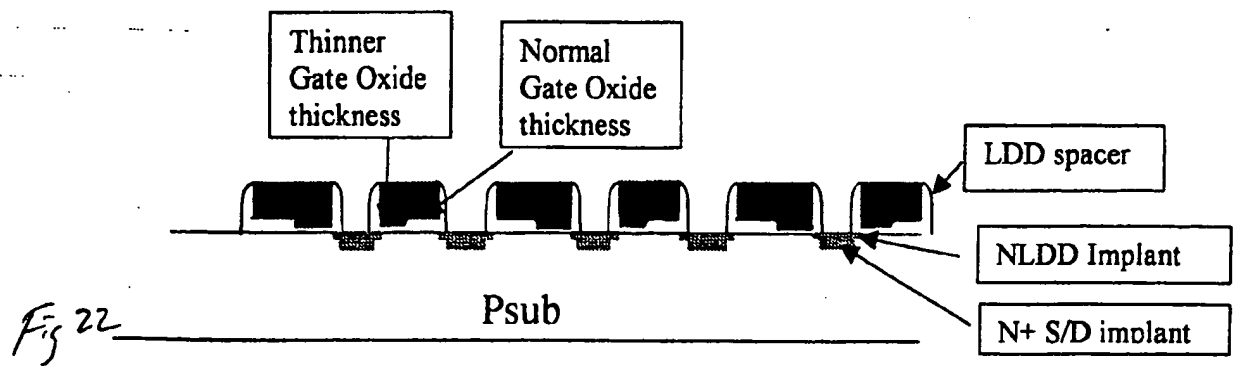 Thinner
Gate Oxide
thickness
Normal
Gate Oxide
thickness
LDD spacer
NLDD Implant
N+ S/D implant
Psub
Fig 22